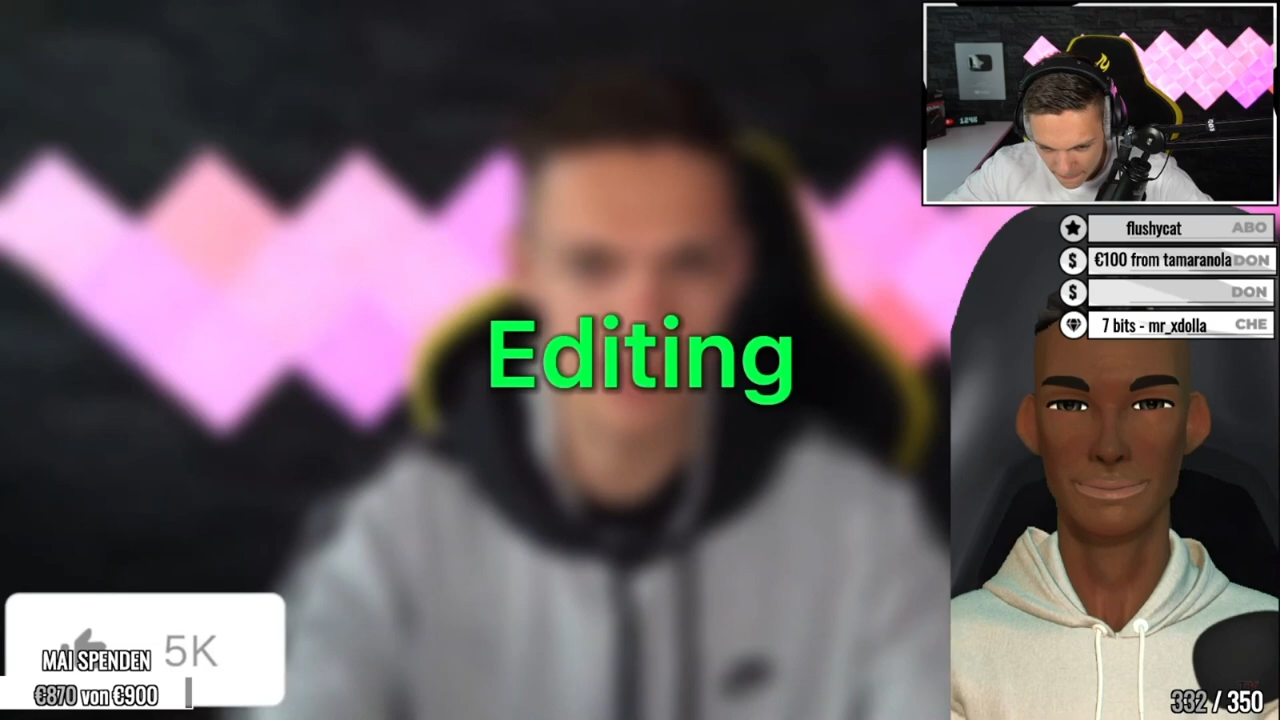 flushycat ABO
€100 from tamaranola DON
DON
7 bits - mr_xdolla CHE
Editing
5K
MAI SPENDEN
€870 von €900
332 / 350